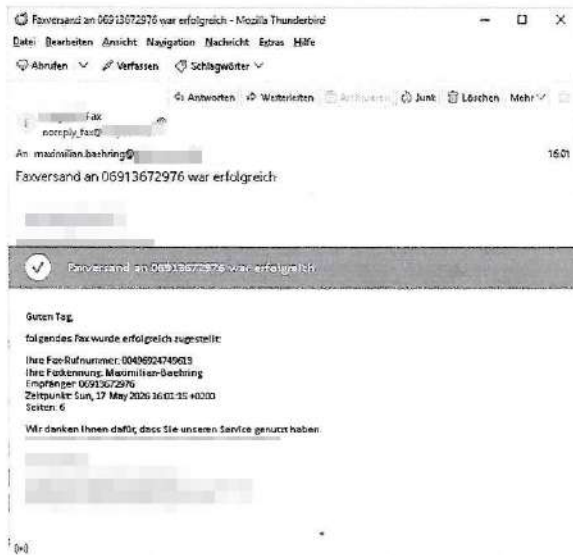 Faxversand an 06913672976 war erfolgreich - Mozilla Thunderbird
Datei Bearbeiten Ansicht Navigation Nachricht Extras Hilfe
Abrufen Verfassen Schlagwörter
Antworten Weiterleiten Archivieren Junk Löschen Mehr
Fax
noreply_fax@
An maximilian.baehring@ 16:01
Faxversand an 06913672976 war erfolgreich
Faxversand an 06913672976 war erfolgreich
Guten Tag,
folgendes Fax wurde erfolgreich zugestellt:
Ihre Fax-Rufnummer: 00496924749613
Ihre Faxkennung: Maximilian-Baehring
Empfänger: 06913672976
Zeitpunkt: Sun, 17 May 2026 16:01:15 +0200
Seiten: 6
Wir danken Ihnen dafür, dass Sie unseren Service genutzt haben.